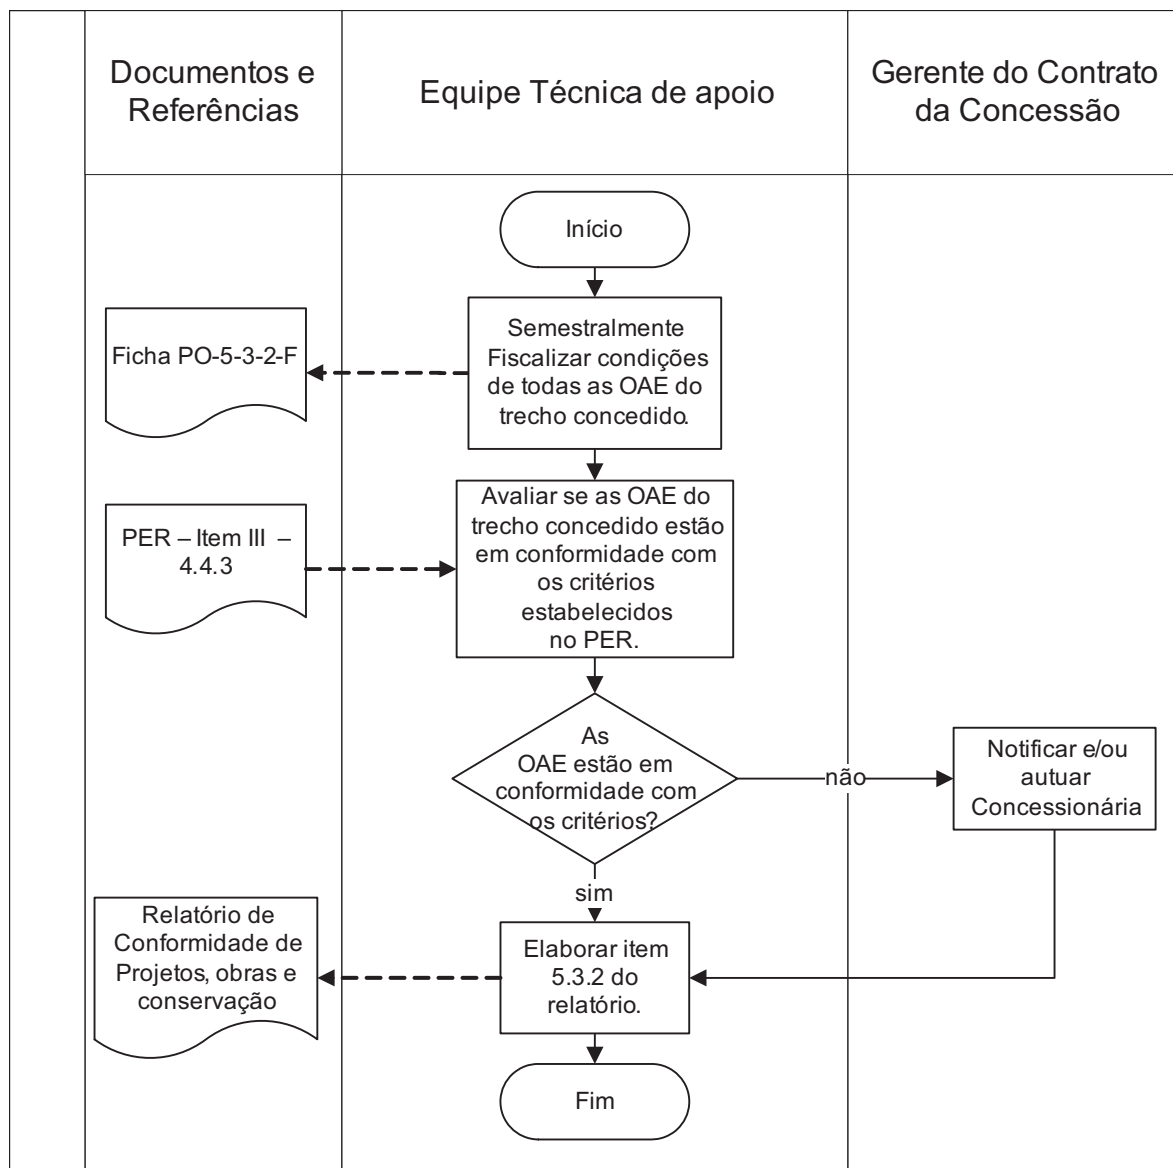 Documentos e
Referências
Equipe Técnica de apoio
Gerente do Contrato
da Concessão
Início
Ficha PO-5-3-2-F
Semestralmente
Fiscalizar condições
de todas as OAE do
trecho concedido.
PER – Item III –
4.4.3
Avaliar se as OAE do
trecho concedido estão
em conformidade com
os critérios
estabelecidos
no PER.
As
OAE estão em
conformidade com
os critérios?
não
Notificar e/ou
autuar
Concessionária
sim
Relatório de
Conformidade de
Projetos, obras e
conservação
Elaborar item
5.3.2 do
relatório.
Fim